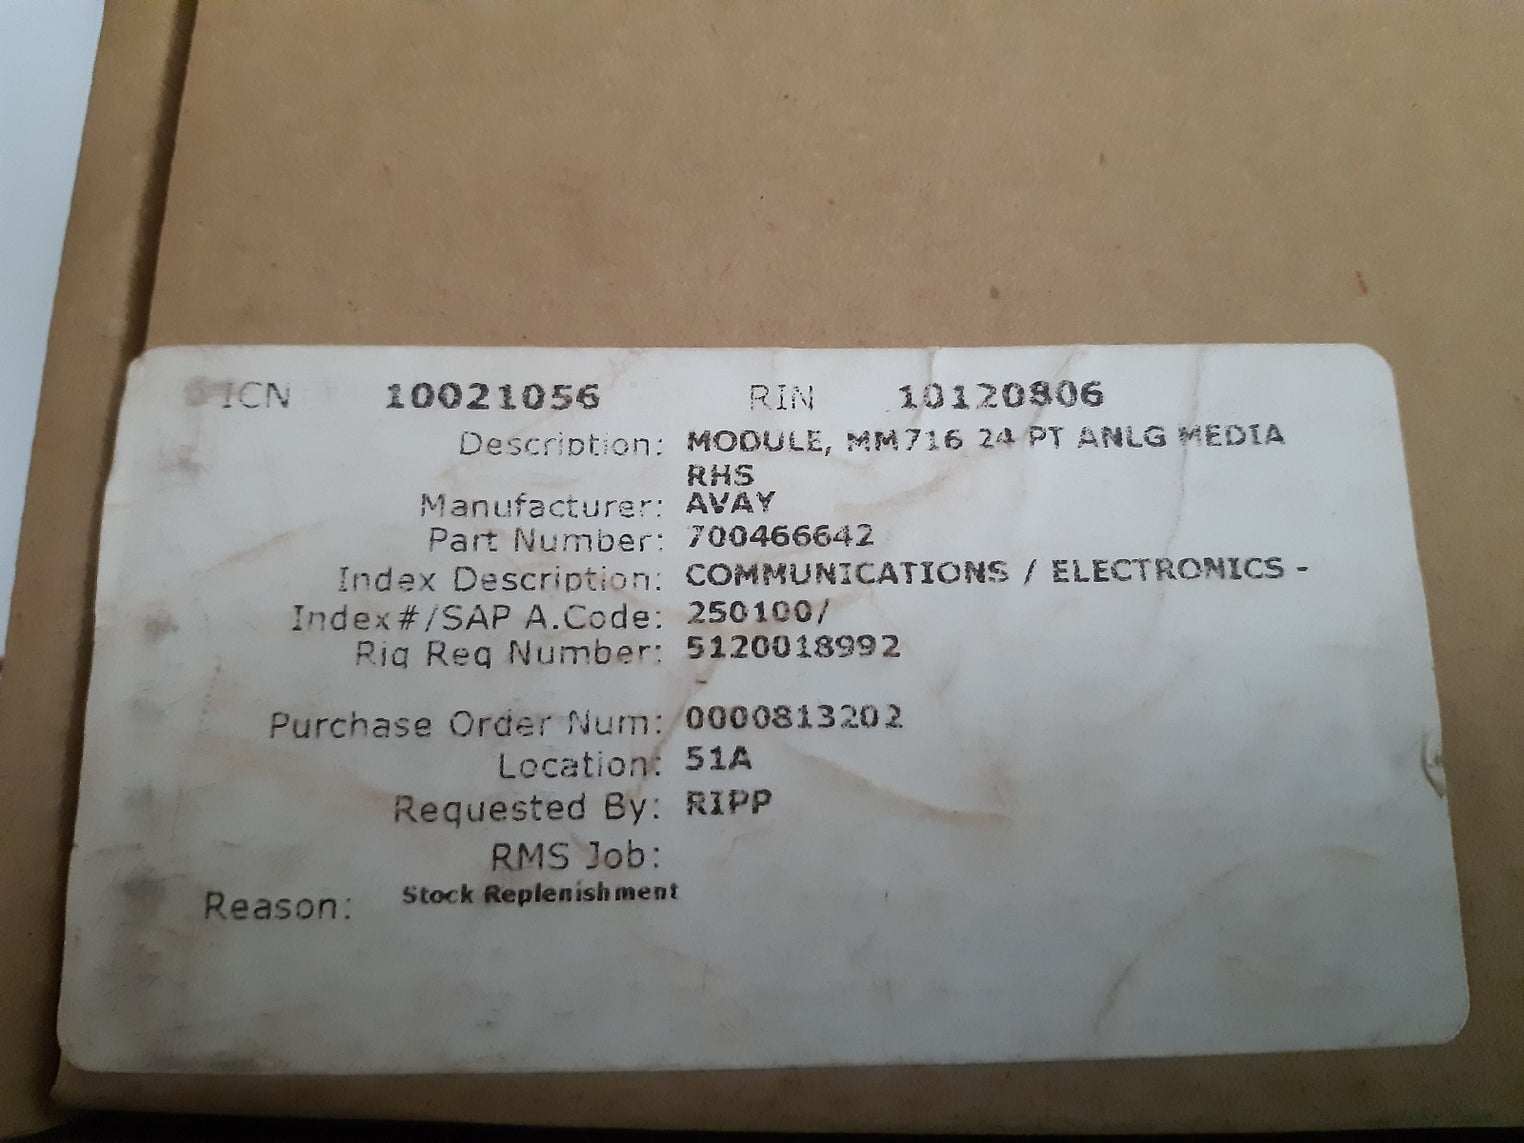 ICN 10021056 RIN 10120806
Description: MODULE, MM716 24 PT ANLG MEDIA
RHS
Manufacturer: AVAY
Part Number: 700466642
Index Description: COMMUNICATIONS / ELECTRONICS -
Index#/SAP A.Code: 250100/
Rig Req Number: 5120018992
Purchase Order Num: 0000813202
Location: 51A
Requested By: RIPP
RMS Job:
Reason: Stock Replenishment